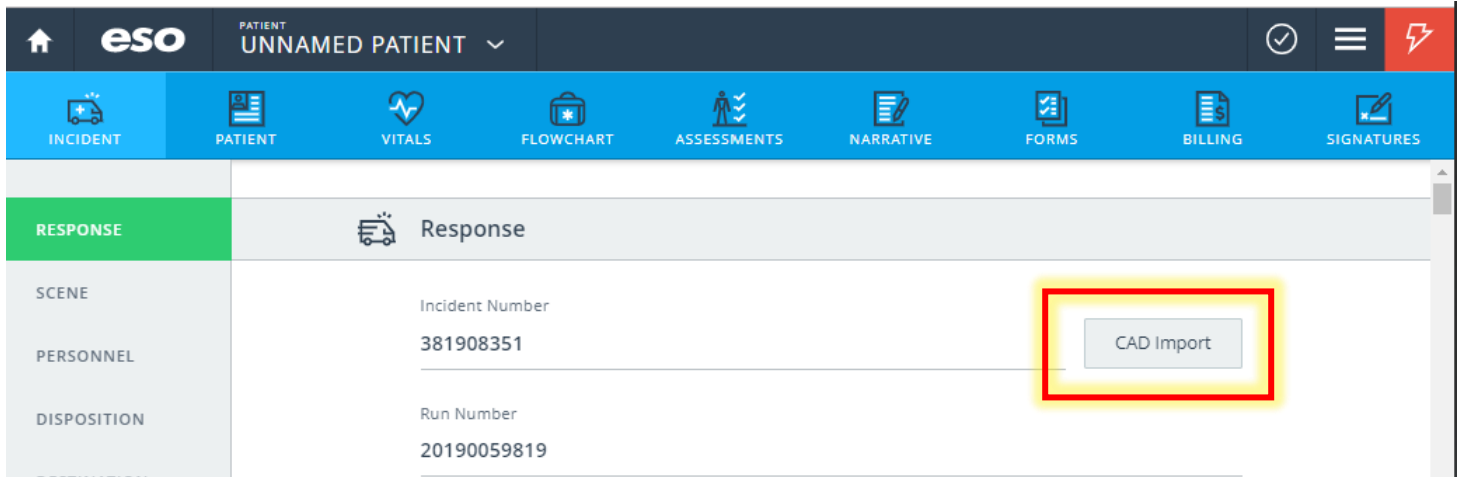 eso
PATIENT
UNNAMED PATIENT
INCIDENT
PATIENT
VITALS
FLOWCHART
ASSESSMENTS
NARRATIVE
FORMS
BILLING
SIGNATURES
RESPONSE
Response
SCENE
Incident Number
381908351
CAD Import
PERSONNEL
DISPOSITION
Run Number
20190059819